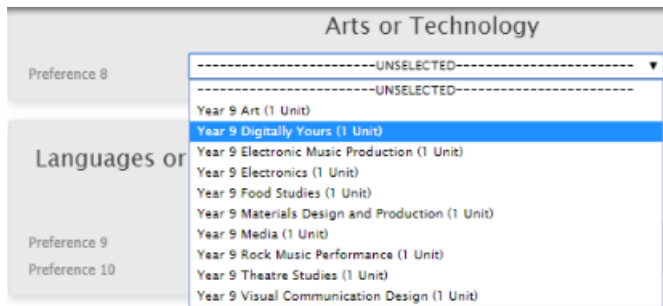 Arts or Technology
Preference 8
--------------------------UNSELECTED--------------------------
--------------------------UNSELECTED--------------------------
Year 9 Art (1 Unit)
Year 9 Digitally Yours (1 Unit)
Year 9 Electronic Music Production (1 Unit)
Year 9 Electronics (1 Unit)
Year 9 Food Studies (1 Unit)
Year 9 Materials Design and Production (1 Unit)
Year 9 Media (1 Unit)
Year 9 Rock Music Performance (1 Unit)
Year 9 Theatre Studies (1 Unit)
Year 9 Visual Communication Design (1 Unit)
Languages or
Preference 9
Preference 10